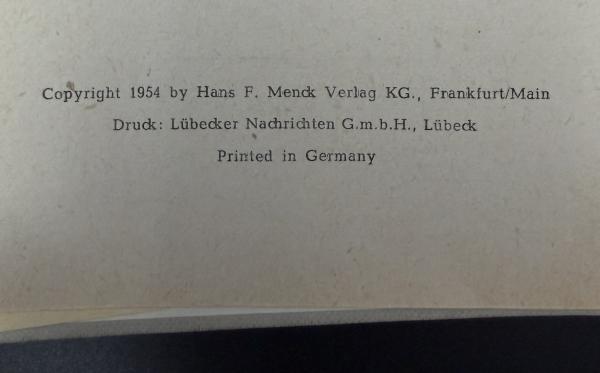 Copyright 1954 by Hans F. Menck Verlag KG., Frankfurt/Main
Druck: Lübecker Nachrichten G.m.b.H., Lübeck
Printed in Germany